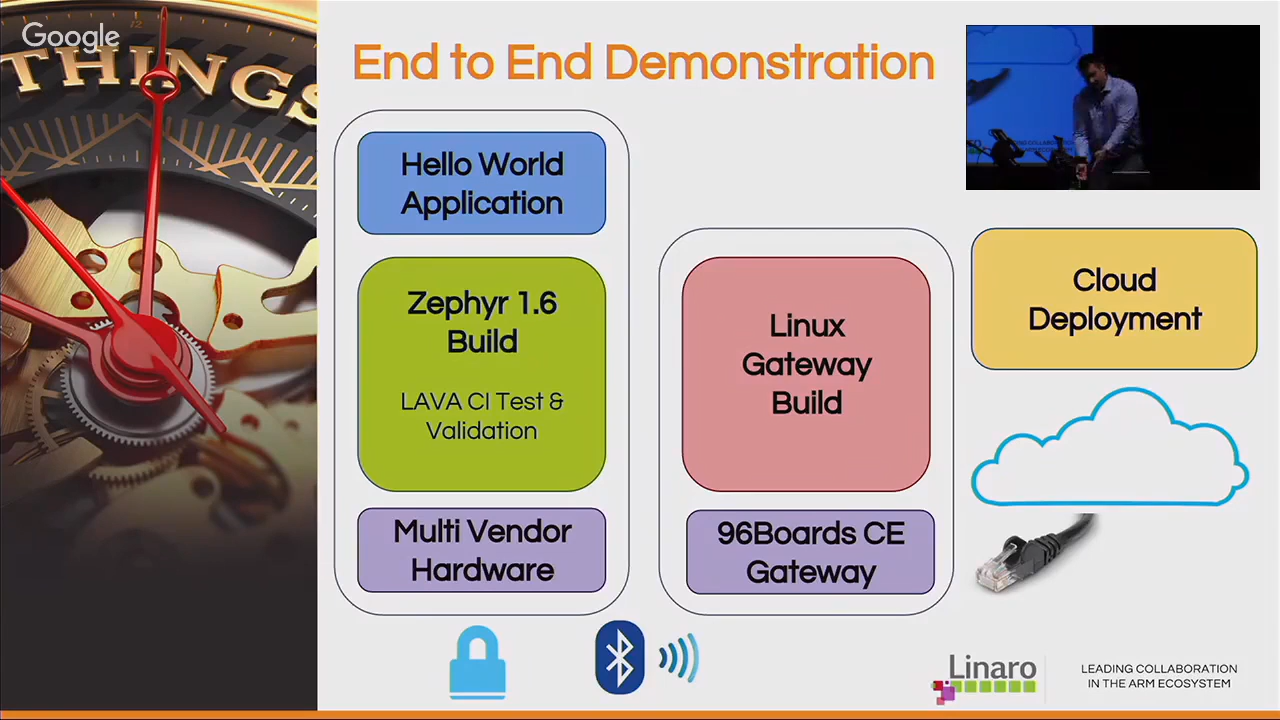 Google
THINGS
End to End Demonstration
Hello World
Application
Zephyr 1.6
Build
LAVA CI Test &
Validation
Multi Vendor
Hardware
Linux
Gateway
Build
96Boards CE
Gateway
Cloud
Deployment
Linaro
LEADING COLLABORATION
IN THE ARM ECOSYSTEM